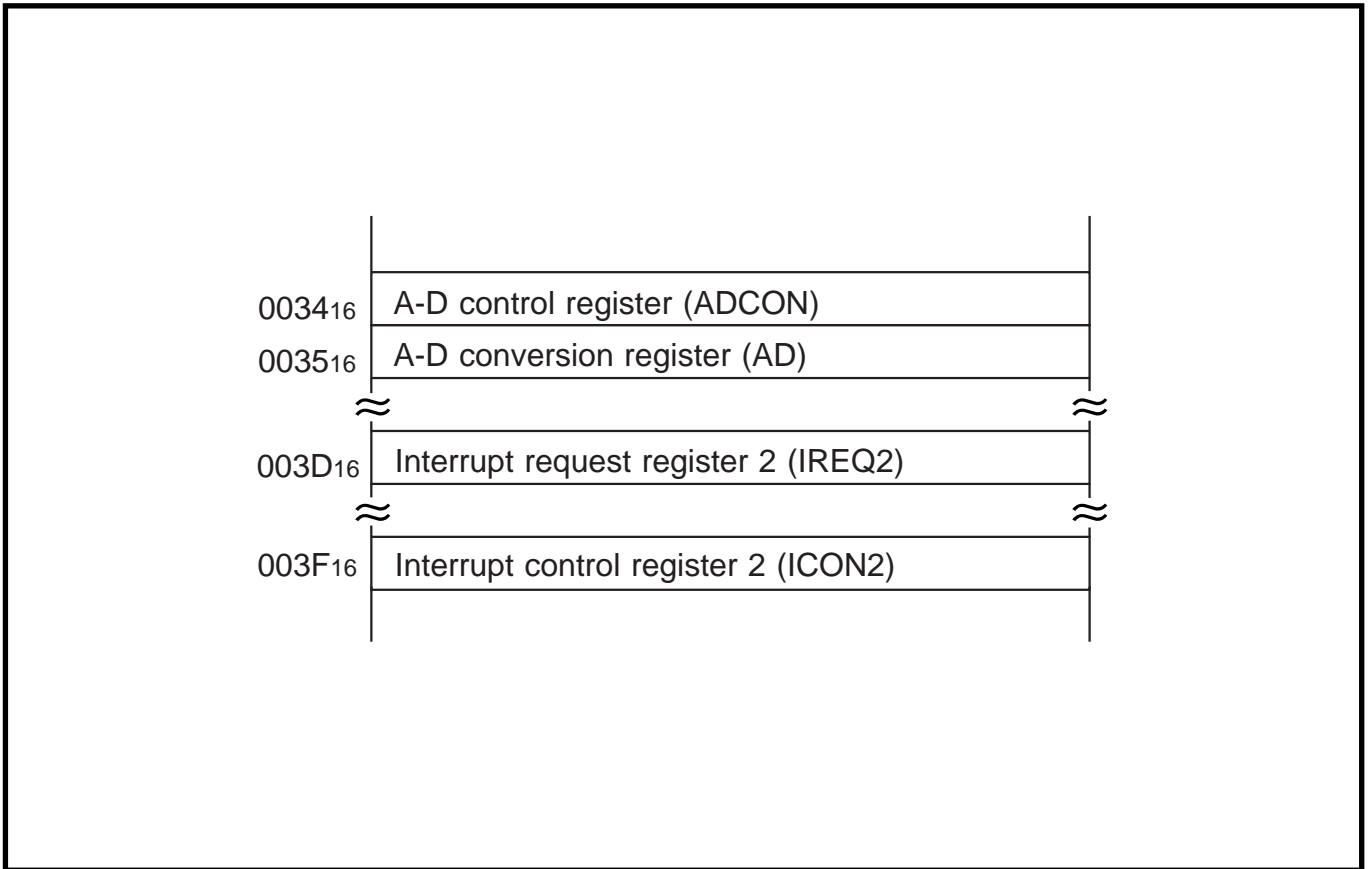 0034₁₆ A-D control register (ADCON)
0035₁₆ A-D conversion register (AD)
003D₁₆ Interrupt request register 2 (IREQ2)
003F₁₆ Interrupt control register 2 (ICON2)